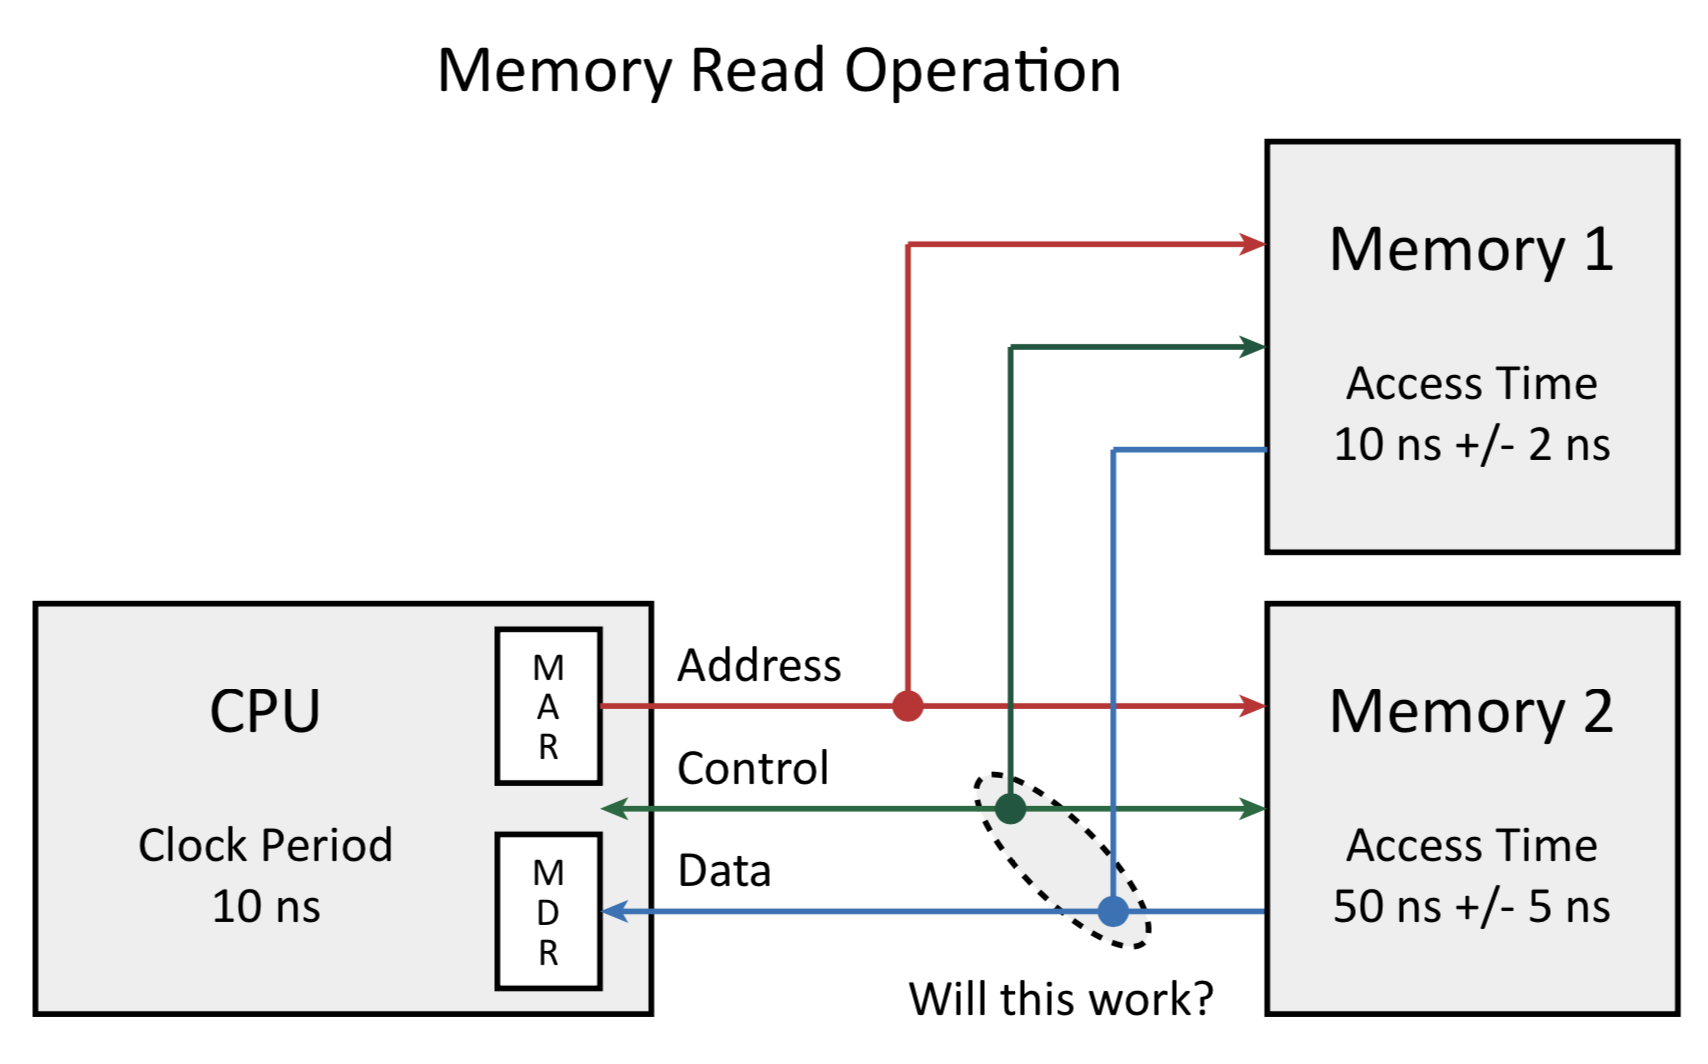 Memory Read Operation
Memory 1
Access Time
10 ns +/- 2 ns
CPU
Clock Period
10 ns
M
A
R
M
D
R
Address
Control
Data
Will this work?
Memory 2
Access Time
50 ns +/- 5 ns